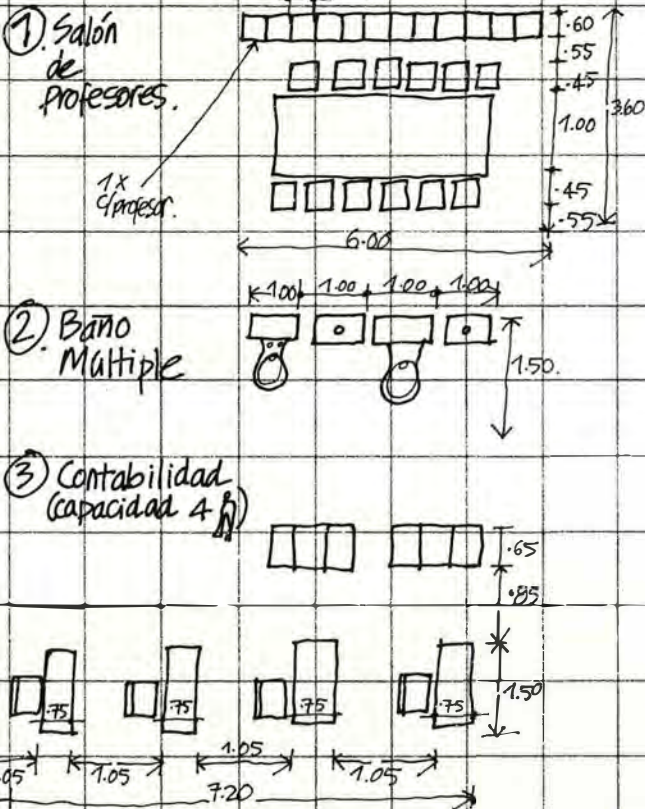 ① Salón
de
profesores.
1 x
c/profesor.
.60
.55
.45
1.00
3.60
.45
.55
6.00
② Baño
Múltiple
1.00 1.00 1.00 1.00
1.50.
③ Contabilidad
(capacidad 4 )
.65
.85
.75 .75 .75 .75
1.50
.05 1.05 1.05 1.05
7.20